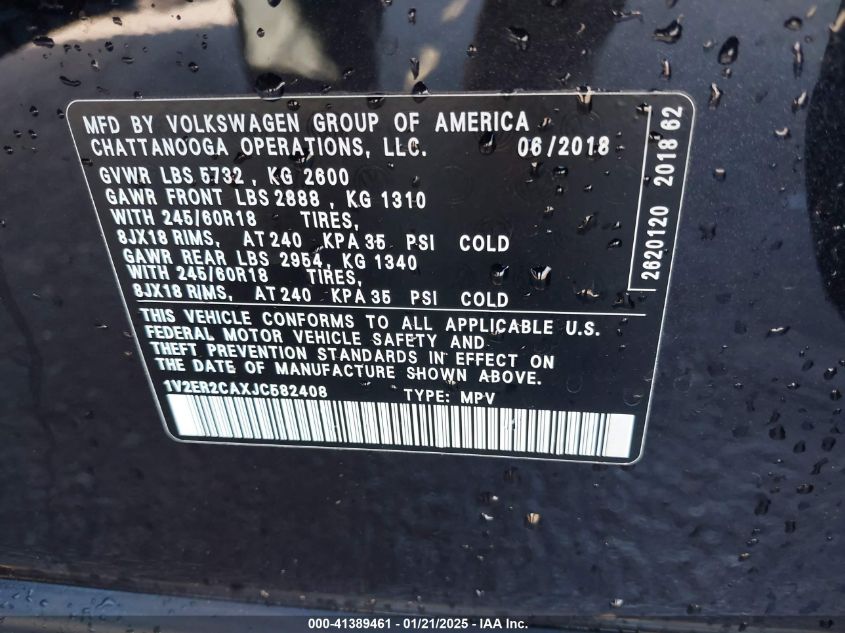 MFD BY VOLKSWAGEN GROUP OF AMERICA
CHATTANOOGA OPERATIONS, LLC. 06/2018
GVWR LBS 5732 , KG 2600
GAWR FRONT LBS 2888 , KG 1310
WITH 245/60R18 TIRES,
8JX18 RIMS, AT 240 KPA 35 PSI COLD
GAWR REAR LBS 2954, KG 1340
WITH 245/60R18 TIRES,
8JX18 RIMS, AT 240 KPA 35 PSI COLD
THIS VEHICLE CONFORMS TO ALL APPLICABLE U.S.
FEDERAL MOTOR VEHICLE SAFETY AND
THEFT PREVENTION STANDARDS IN EFFECT ON
THE DATE OF MANUFACTURE SHOWN ABOVE.
1V2ER2CAXJC582408 TYPE: MPV
2620120 2018 62
000-41389461 - 01/21/2025 - IAA Inc.